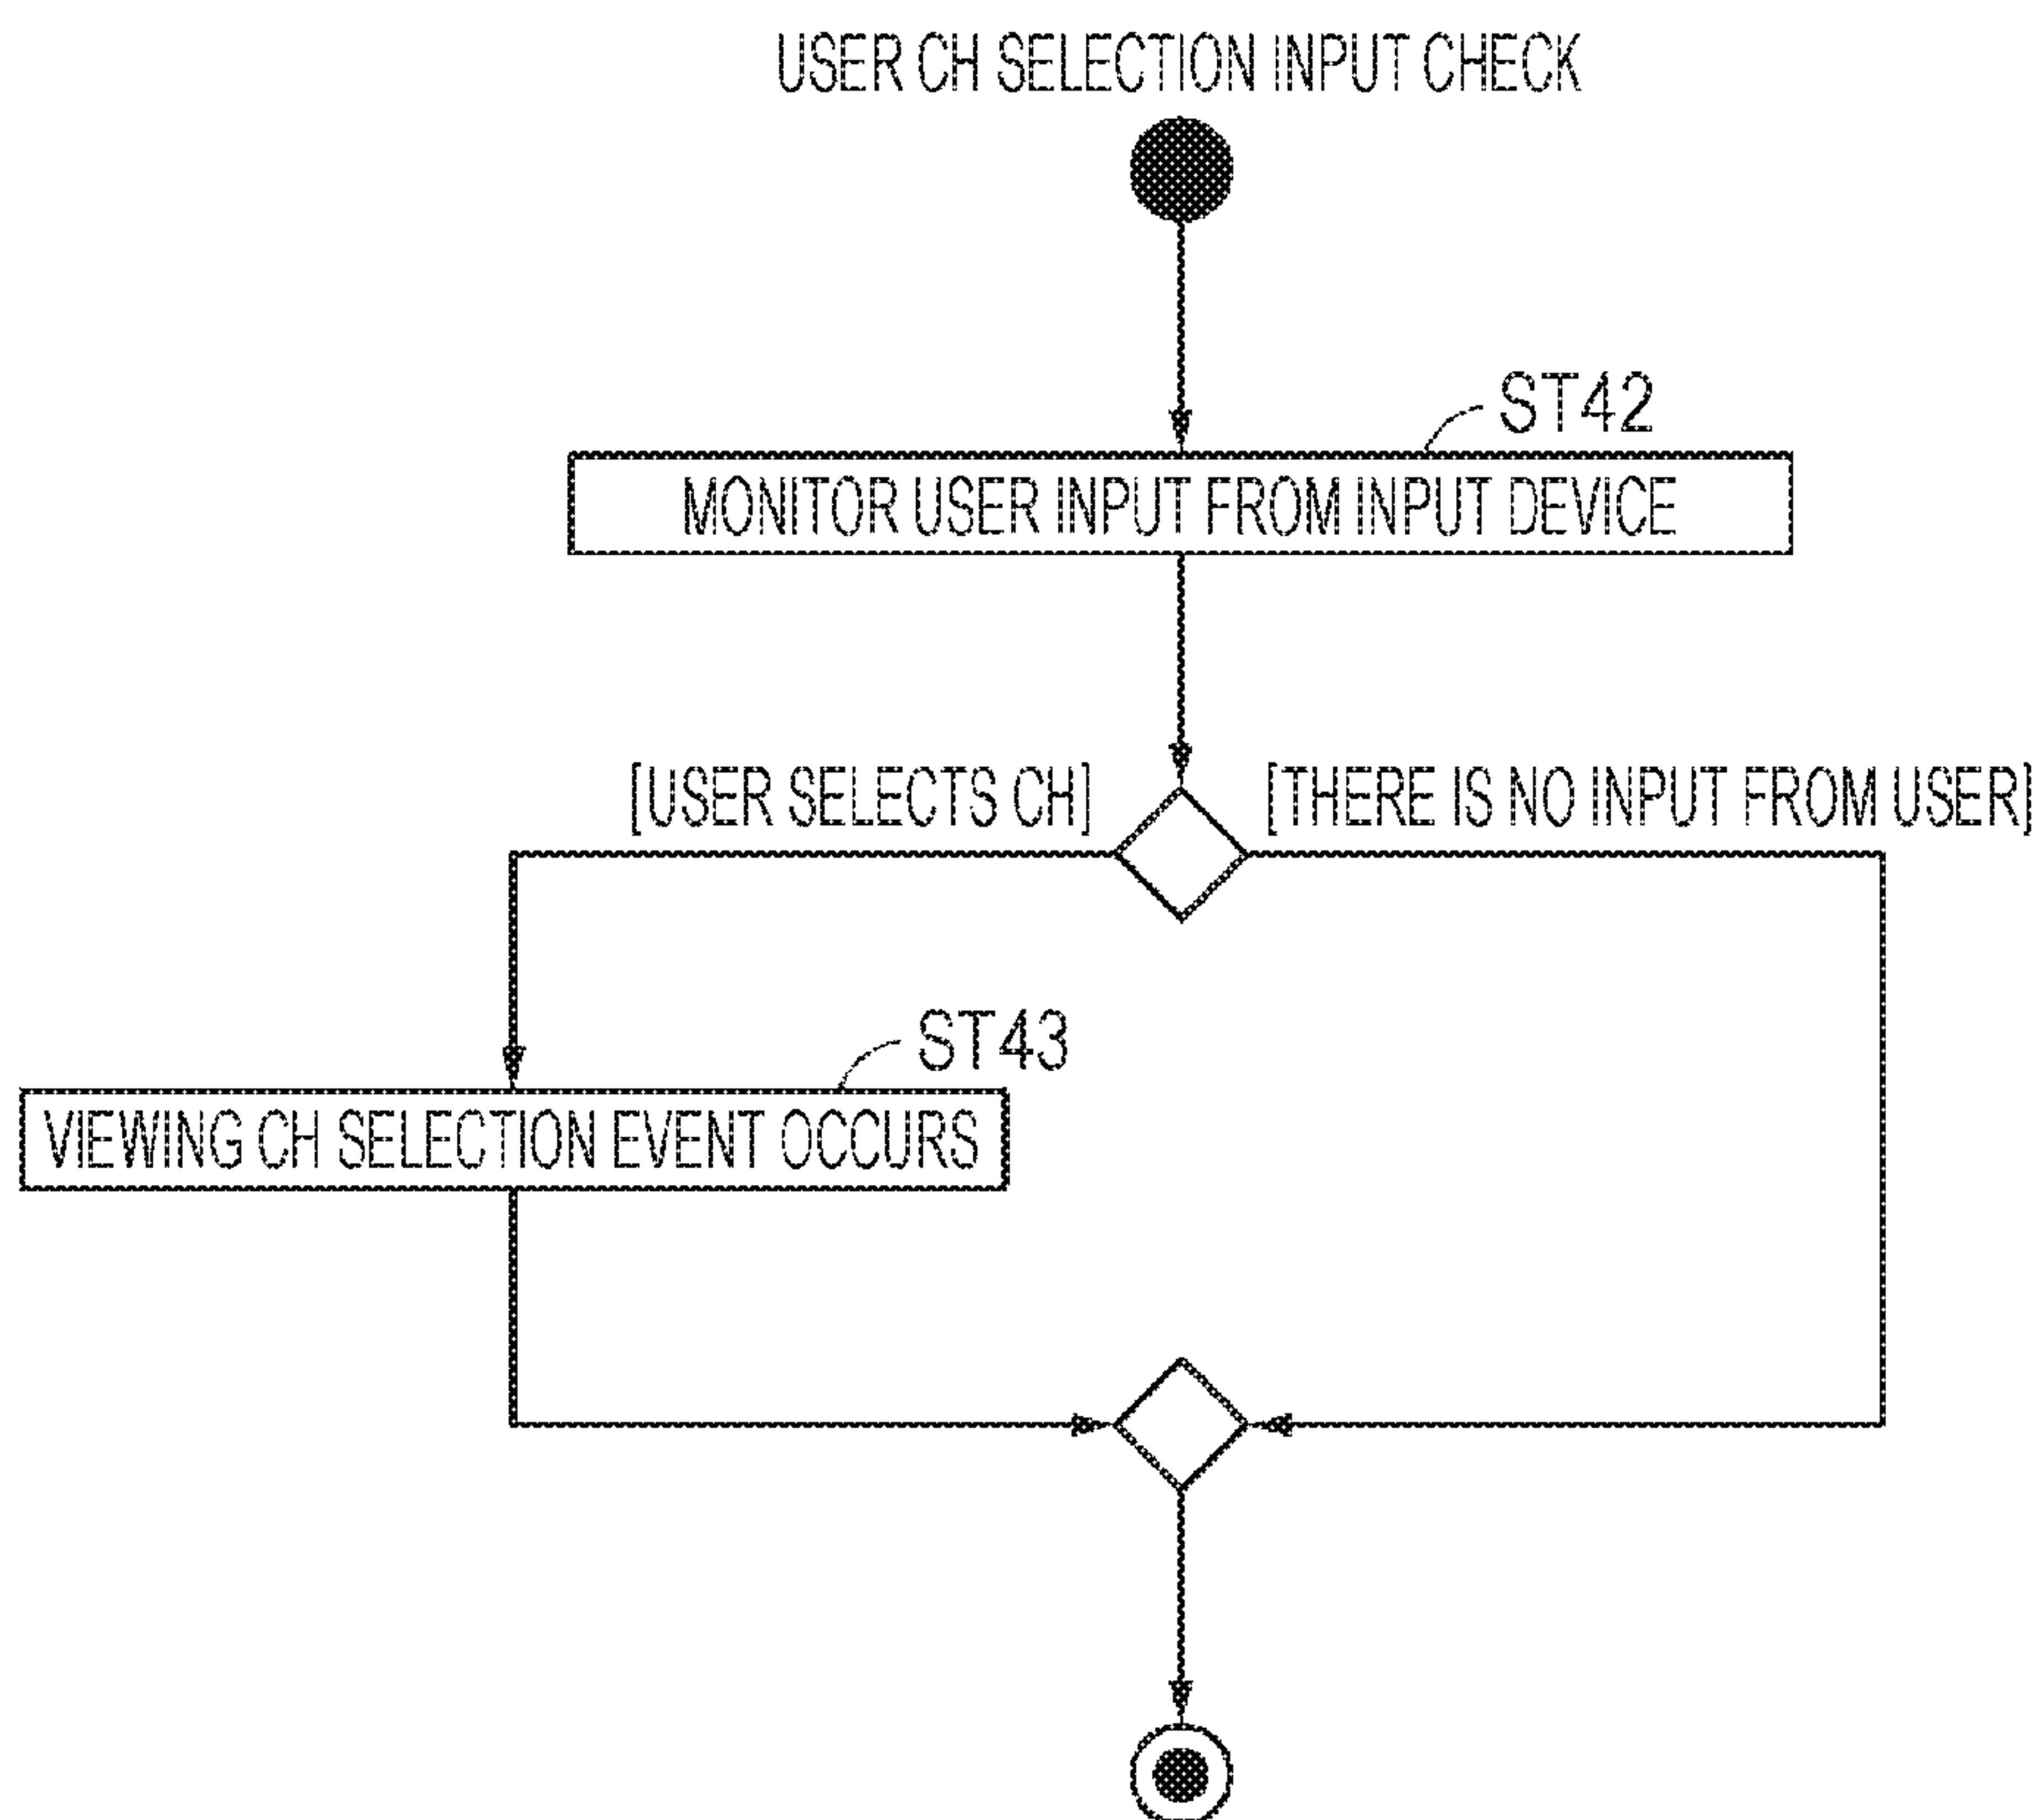 USER CH SELECTION INPUT CHECK
ST42
MONITOR USER INPUT FROM INPUT DEVICE
[USER SELECTS CH]
[THERE IS NO INPUT FROM USER]
ST43
VIEWING CH SELECTION EVENT OCCURS